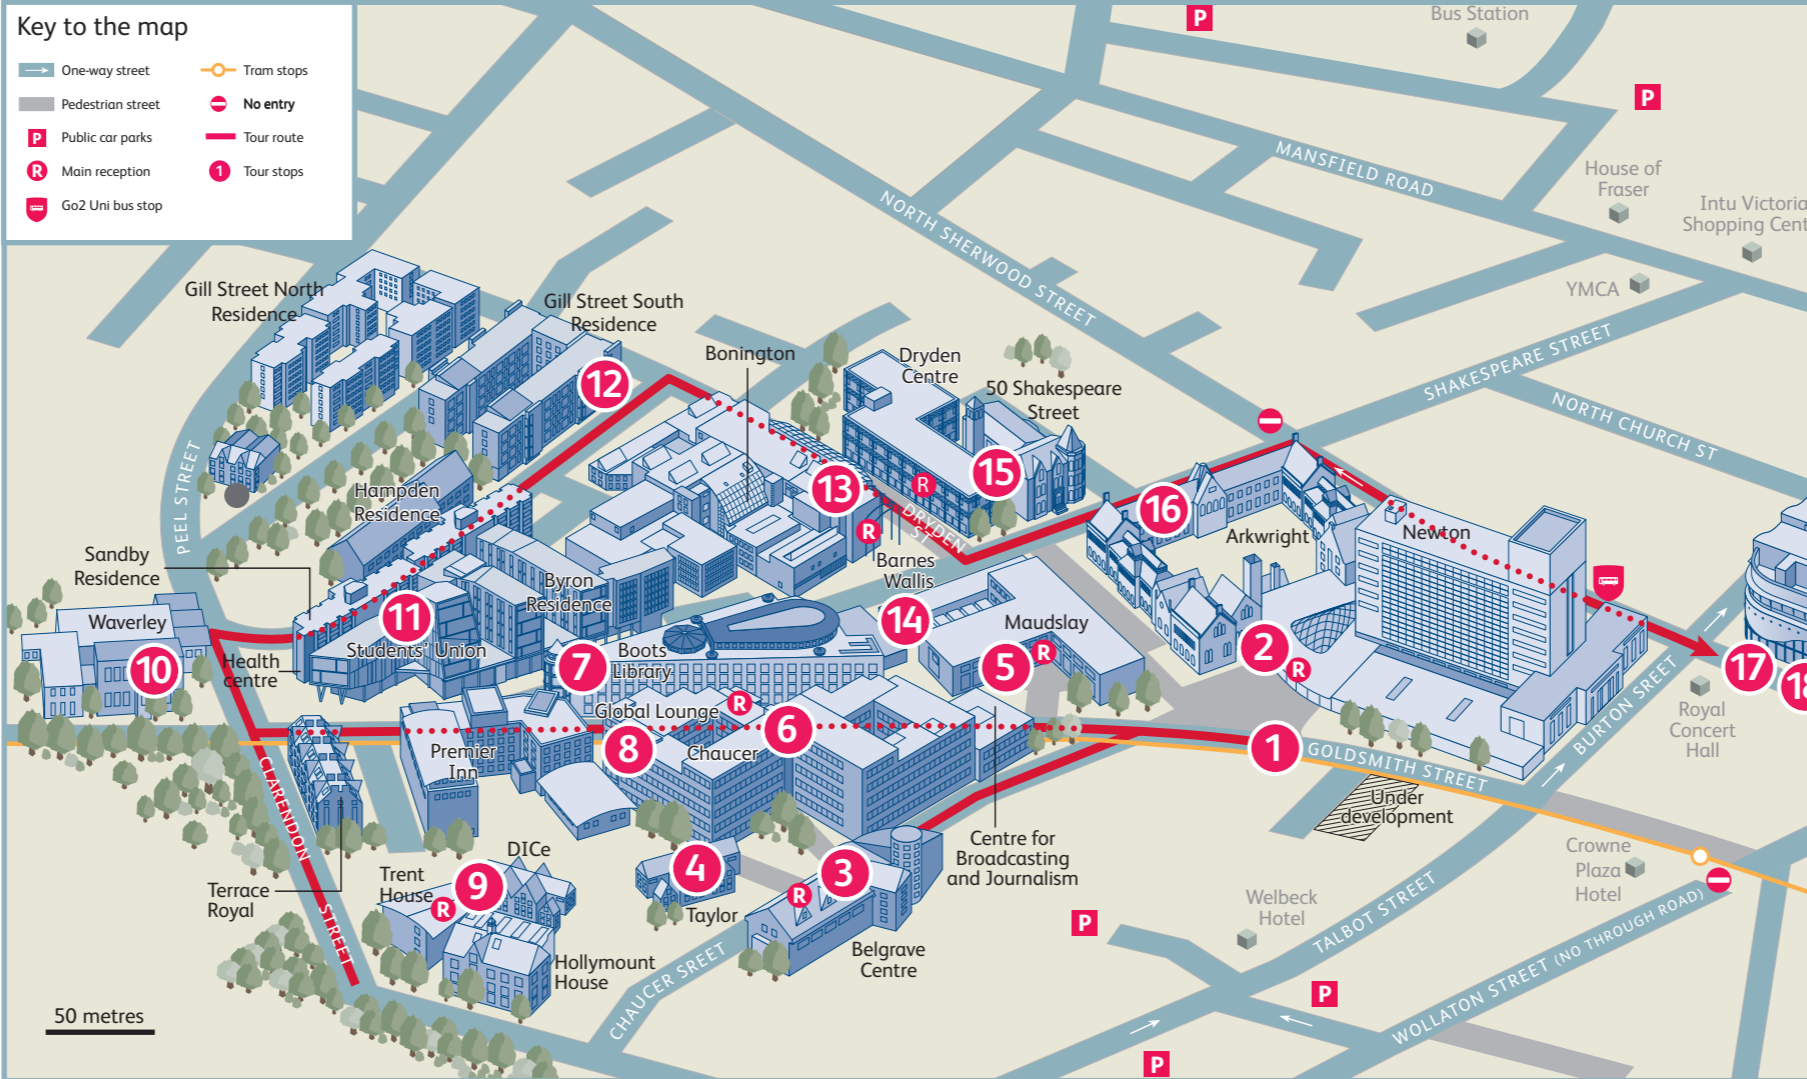 Key to the map
One-way street
Tram stops
Pedestrian street
No entry
P
Public car parks
Tour route
R
Main reception
1
Tour stops
Go2 Uni bus stop
P
Bus Station
P
MANSFIELD ROAD
House of
Fraser
Intu Victoria
Shopping Cent
YMCA
NORTH SHERWOOD STREET
SHAKESPEARE STREET
NORTH CHURCH ST
Gill Street North
Residence
Gill Street South
Residence
12
Bonington
Dryden
Centre
50 Shakespeare
Street
PEEL STREET
Hampden
Residence
13
R
15
16
R
DRYDEN
ST
Arkwright
Newton
Sandby
Residence
Barnes
Wallis
Byron
Residence
Waverley
11
14
Maudslay
10
Health
centre
Students' Union
7
Boots
Library
5
R
2
R
17
18
Global Lounge
R
6
8
Chaucer
Premier
Inn
1
GOLDSMITH STREET
BURTON SREET
Royal
Concert
Hall
Under
development
CLARENDON
STREET
Terrace
Royal
DICe
Trent
House
9
R
4
Taylor
3
R
Centre for
Broadcasting
and Journalism
Belgrave
Centre
Crowne
Plaza
Hotel
Welbeck
Hotel
P
TALBOT STREET
WOLLATON STREET (NO THROUGH ROAD)
Hollymount
House
CHAUCER SREET
P
50 metres
P